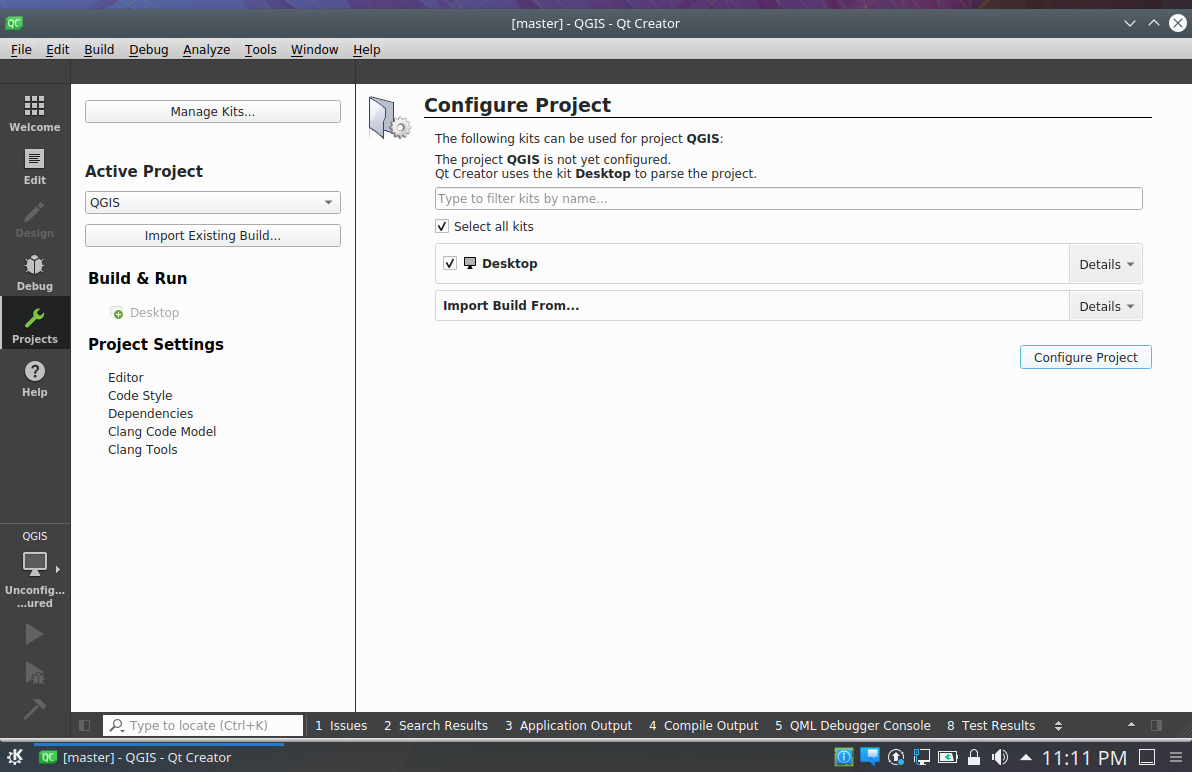 QC
[master] - QGIS - Qt Creator
File Edit Build Debug Analyze Tools Window Help
Welcome
Edit
Design
Debug
Projects
Help
QGIS
Unconfig...
...ured
Manage Kits...
Active Project
QGIS
Import Existing Build...
Build & Run
Desktop
Project Settings
Editor
Code Style
Dependencies
Clang Code Model
Clang Tools
Configure Project
The following kits can be used for project QGIS:
The project QGIS is not yet configured.
Qt Creator uses the kit Desktop to parse the project.
Type to filter kits by name...
Select all kits
Desktop Details
Import Build From... Details
Configure Project
Type to locate (Ctrl+K) 1 Issues 2 Search Results 3 Application Output 4 Compile Output 5 QML Debugger Console 8 Test Results
QC [master] - QGIS - Qt Creator 11:11 PM